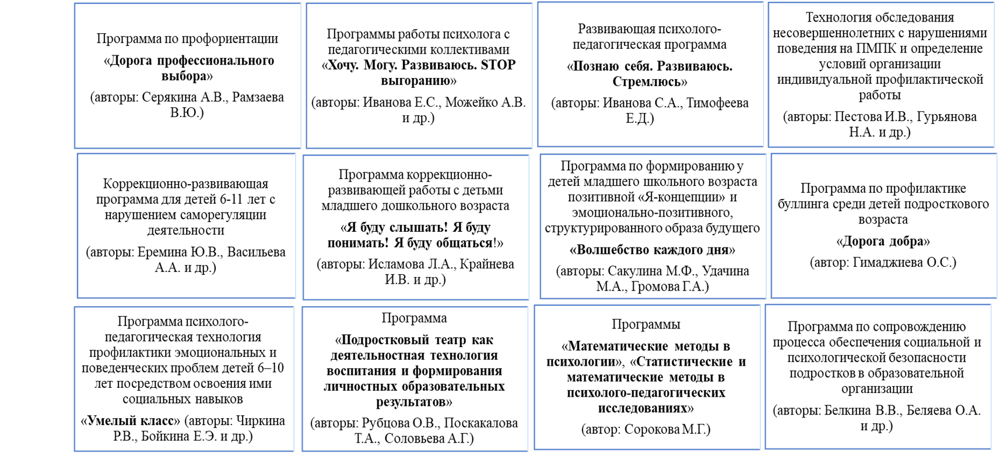 Программа по профориентации
«Дорога профессионального
выбора»
(авторы: Серякина А.В., Рамзаева
В.Ю.)
Программы работы психолога с
педагогическими коллективами
«Хочу. Могу. Развиваюсь. STOP
выгоранию»
(авторы: Иванова Е.С., Можейко А.В.
и др.)
Развивающая психолого-
педагогическая программа
«Познаю себя. Развиваюсь.
Стремлюсь»
(авторы: Иванова С.А., Тимофеева
Е.Д.)
Технология обследования
несовершеннолетних с нарушениями
поведения на ПМПК и определение
условий организации
индивидуальной профилактической
работы
(авторы: Пестова И.В., Гурьянова
Н.А. и др.)
Коррекционно-развивающая
программа для детей 6-11 лет с
нарушением саморегуляции
деятельности
(авторы: Еремина Ю.В., Васильева
А.А. и др.)
Программа коррекционно-
развивающей работы с детьми
младшего дошкольного возраста
«Я буду слышать! Я буду
понимать! Я буду общаться!»
(авторы: Исламова Л.А., Крайнева
И.В. и др.)
Программа по формированию у
детей младшего школьного возраста
позитивной «Я-концепции» и
эмоционально-позитивного,
структурированного образа будущего
«Волшебство каждого дня»
(авторы: Сакулина М.Ф., Удачина
М.А., Громова Г.А.)
Программа по профилактике
буллинга среди детей подросткового
возраста
«Дорога добра»
(автор: Гимаджиева О.С.)
Программа психолого-
педагогическая технология
профилактики эмоциональных и
поведенческих проблем детей 6–10
лет посредством освоения ими
социальных навыков
«Умелый класс» (авторы: Чиркина
Р.В., Бойкина Е.Э. и др.)
Программа
«Подростковый театр как
деятельностная технология
воспитания и формирования
личностных образовательных
результатов»
(авторы: Рубцова О.В., Поскакалова
Т.А., Соловьева А.Г.)
Программы
«Математические методы в
психологии», «Статистические и
математические методы в
психолого-педагогических
исследованиях»
(автор: Сорокова М.Г.)
Программа по сопровождению
процесса обеспечения социальной и
психологической безопасности
подростков в образовательной
организации
(авторы: Белкина В.В., Беляева О.А.
и др.)